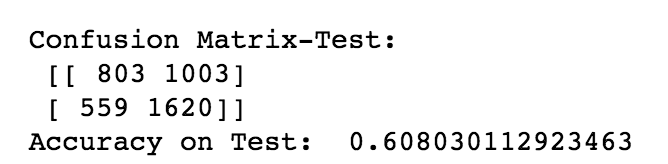 Confusion Matrix-Test:
[[ 803 1003]
[ 559 1620]]
Accuracy on Test:  0.608030112923463